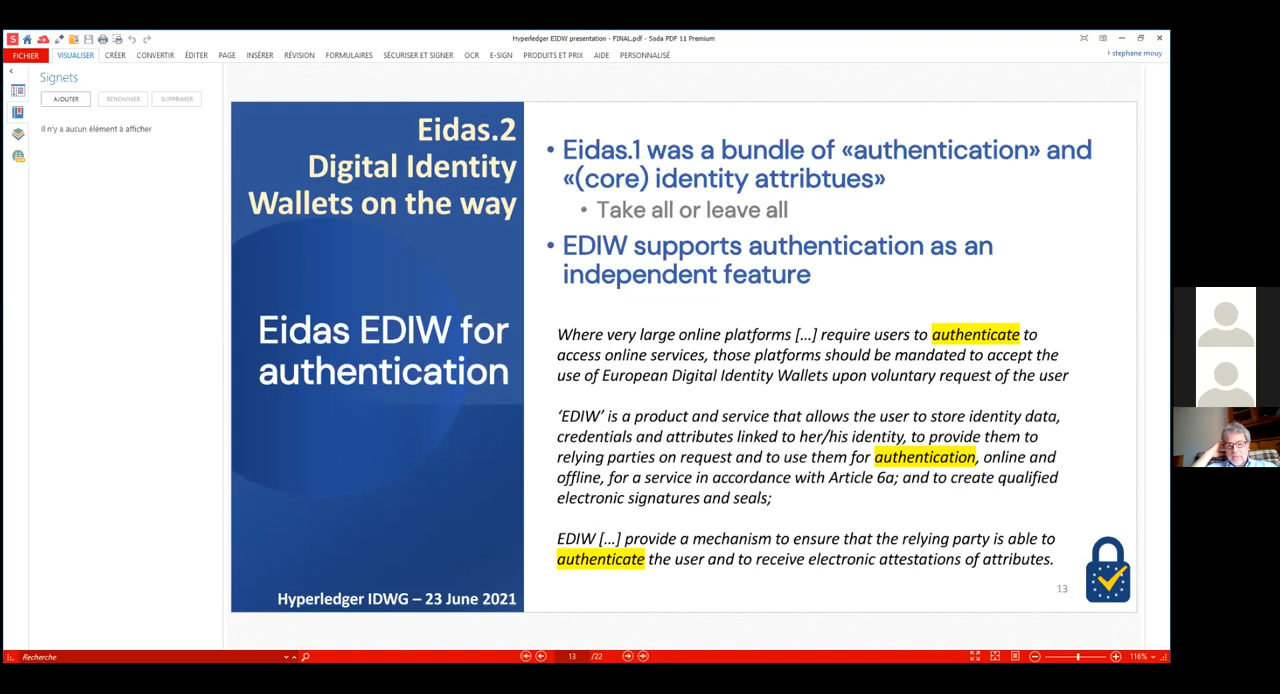 Hyperledger EIDW presentation - FINAL.pdf - Soda PDF 11 Premium
FICHIER VISUALISER CRÉER CONVERTIR ÉDITER PAGE INSÉRER RÉVISION FORMULAIRES SÉCURISER ET SIGNER OCR E-SIGN PRODUITS ET PRIX AIDE PERSONNALISÉ
stephane mouy
Signets
AJOUTER RENOMMER SUPPRIMER
Il n'y a aucun élément à afficher
Eidas.2
Digital Identity
Wallets on the way
Eidas EDIW for
authentication
Hyperledger IDWG – 23 June 2021
• Eidas.1 was a bundle of «authentication» and
«(core) identity attribtues»
• Take all or leave all
• EDIW supports authentication as an
independent feature
Where very large online platforms [...] require users to authenticate to
access online services, those platforms should be mandated to accept the
use of European Digital Identity Wallets upon voluntary request of the user
‘EDIW’ is a product and service that allows the user to store identity data,
credentials and attributes linked to her/his identity, to provide them to
relying parties on request and to use them for authentication, online and
offline, for a service in accordance with Article 6a; and to create qualified
electronic signatures and seals;
EDIW [...] provide a mechanism to ensure that the relying party is able to
authenticate the user and to receive electronic attestations of attributes.
13
Recherche
13 /22
116%